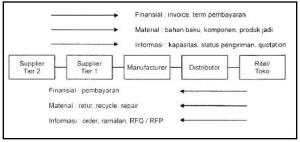 Finansial : invoice, term pembayaran
Material : bahan baku, komponen, produk jadi
Informasi : kapasitas, status pengiriman, quotation
Supplier
Tier 2
Supplier
Tier 1
Manufacturer
Distributor
Ritel/
Toko
Finansial : pembayaran
Material : retur, recycle, repair
Informasi : order, ramalan, RFQ / RFP